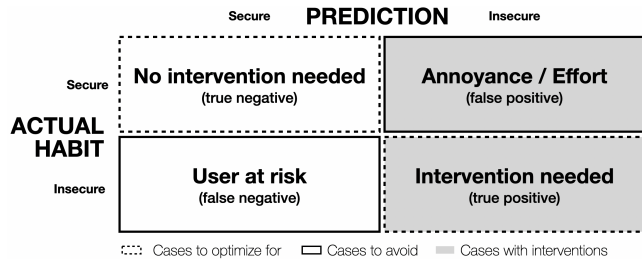 Secure PREDICTION Insecure
No intervention needed
(true negative)
Annoyance / Effort
(false positive)
Secure
ACTUAL
HABIT
User at risk
(false negative)
Intervention needed
(true positive)
Insecure
Cases to optimize for Cases to avoid Cases with interventions